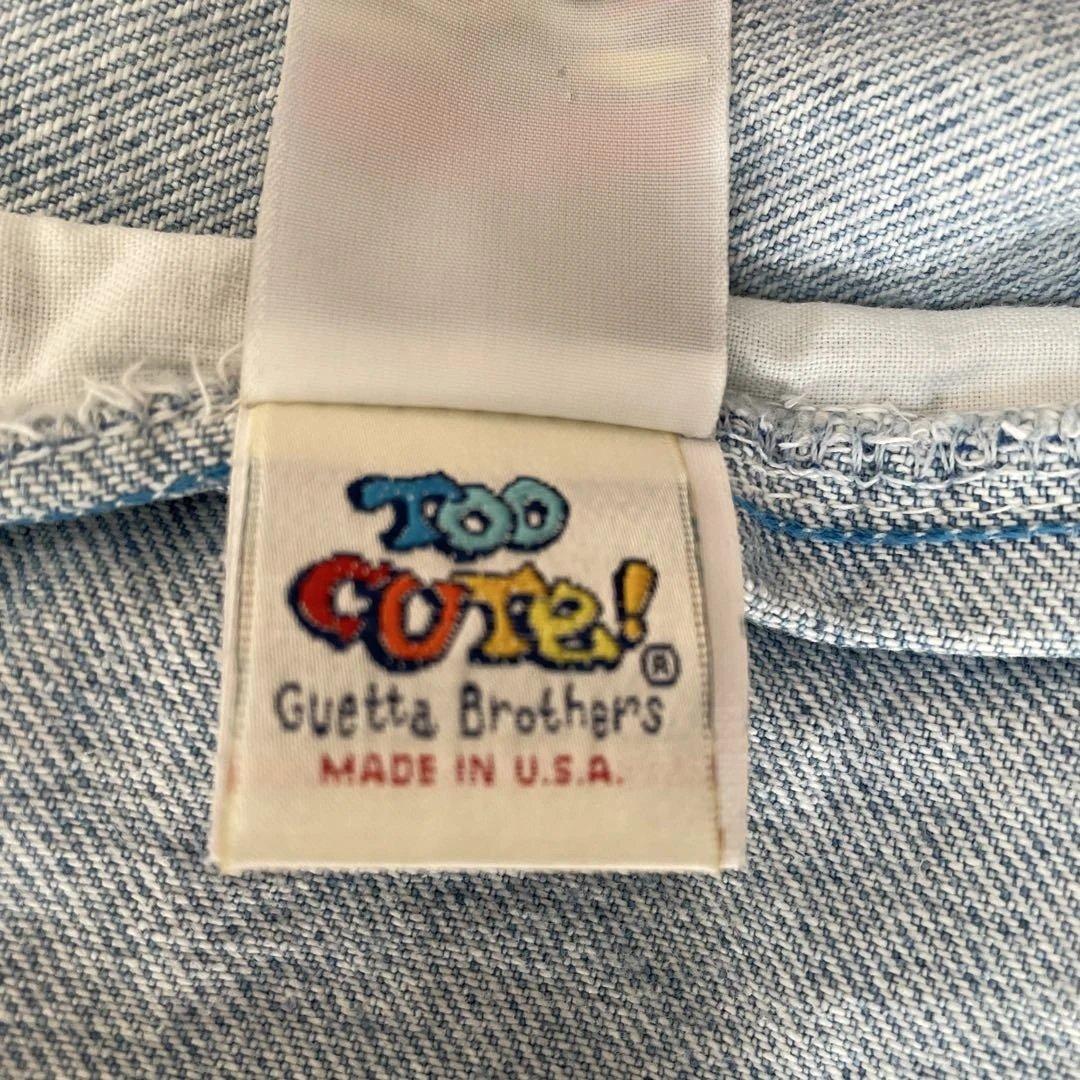 TOO
CUTe!®
Guetta Brothers
MADE IN U.S.A.